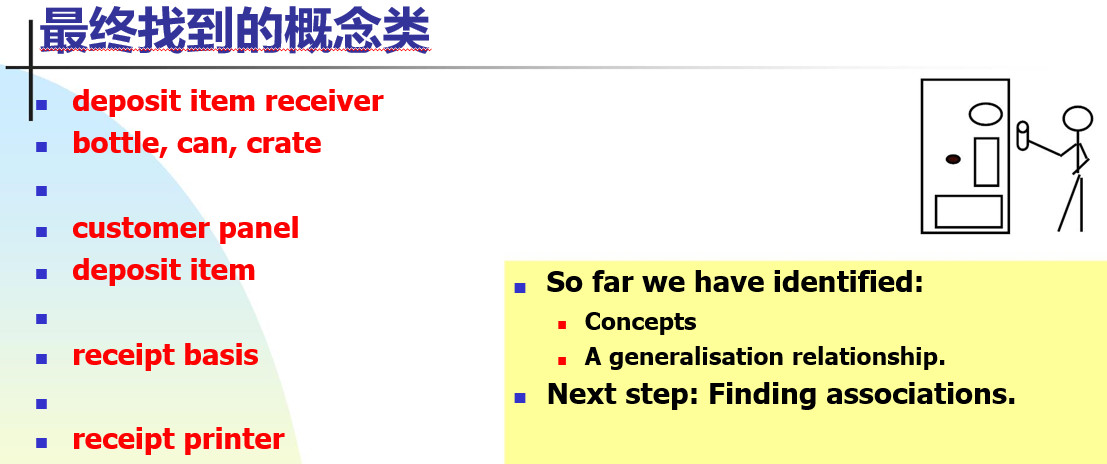 最终找到的概念类
deposit item receiver
bottle, can, crate
customer panel
deposit item
receipt basis
receipt printer
So far we have identified:
Concepts
A generalisation relationship.
Next step: Finding associations.